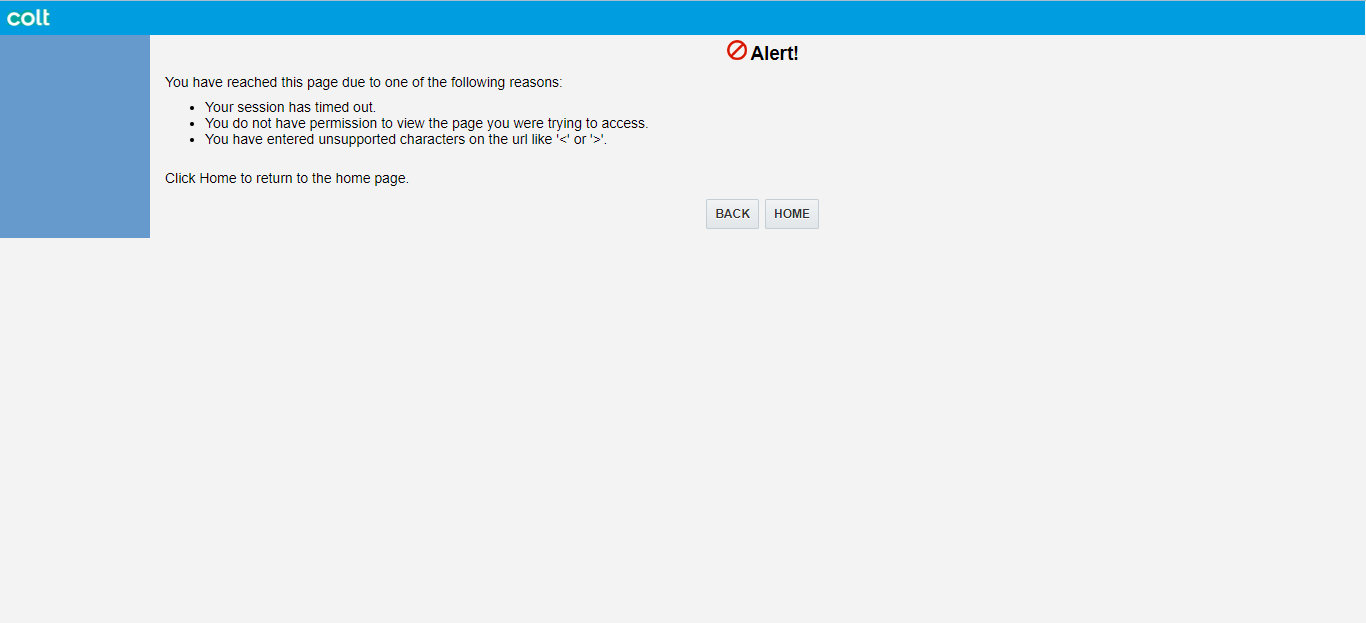 colt
Alert!
You have reached this page due to one of the following reasons:
Your session has timed out.
You do not have permission to view the page you were trying to access.
You have entered unsupported characters on the url like '<' or '>'.
Click Home to return to the home page.
BACK HOME